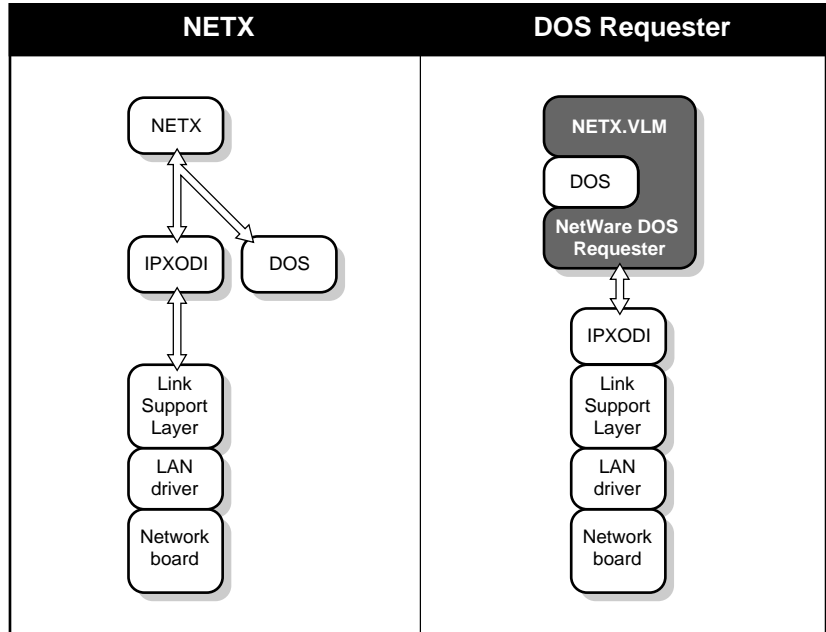 NETX
DOS Requester
NETX
IPXODI
DOS
Link
Support
Layer
LAN
driver
Network
board
NETX.VLM
DOS
NetWare DOS
Requester
IPXODI
Link
Support
Layer
LAN
driver
Network
board